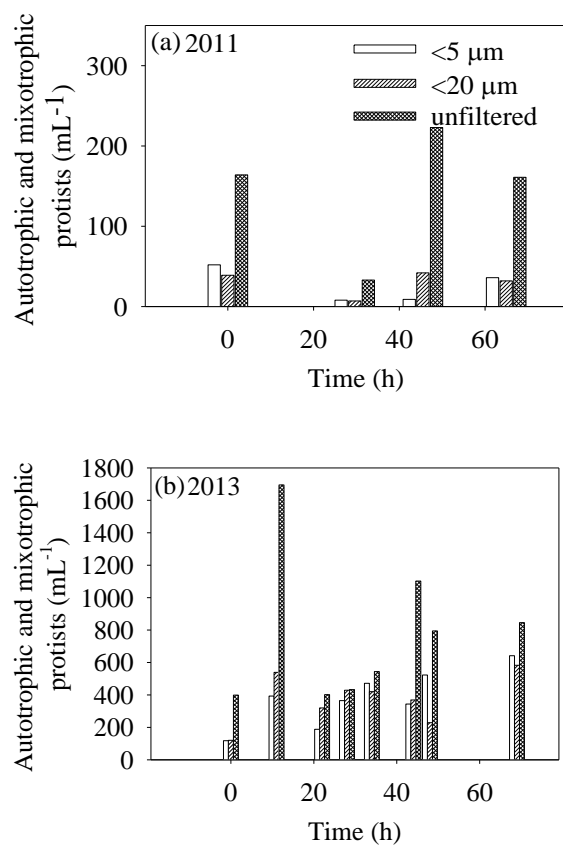 (a) 2011
<5 μm
<20 μm
unfiltered
300
200
100
0
Autotrophic and mixotrophic
protists (mL-1)
0 20 40 60
Time (h)
(b) 2013
1800
1600
1400
1200
1000
800
600
400
200
0
Autotrophic and mixotrophic
protists (mL-1)
0 20 40 60
Time (h)